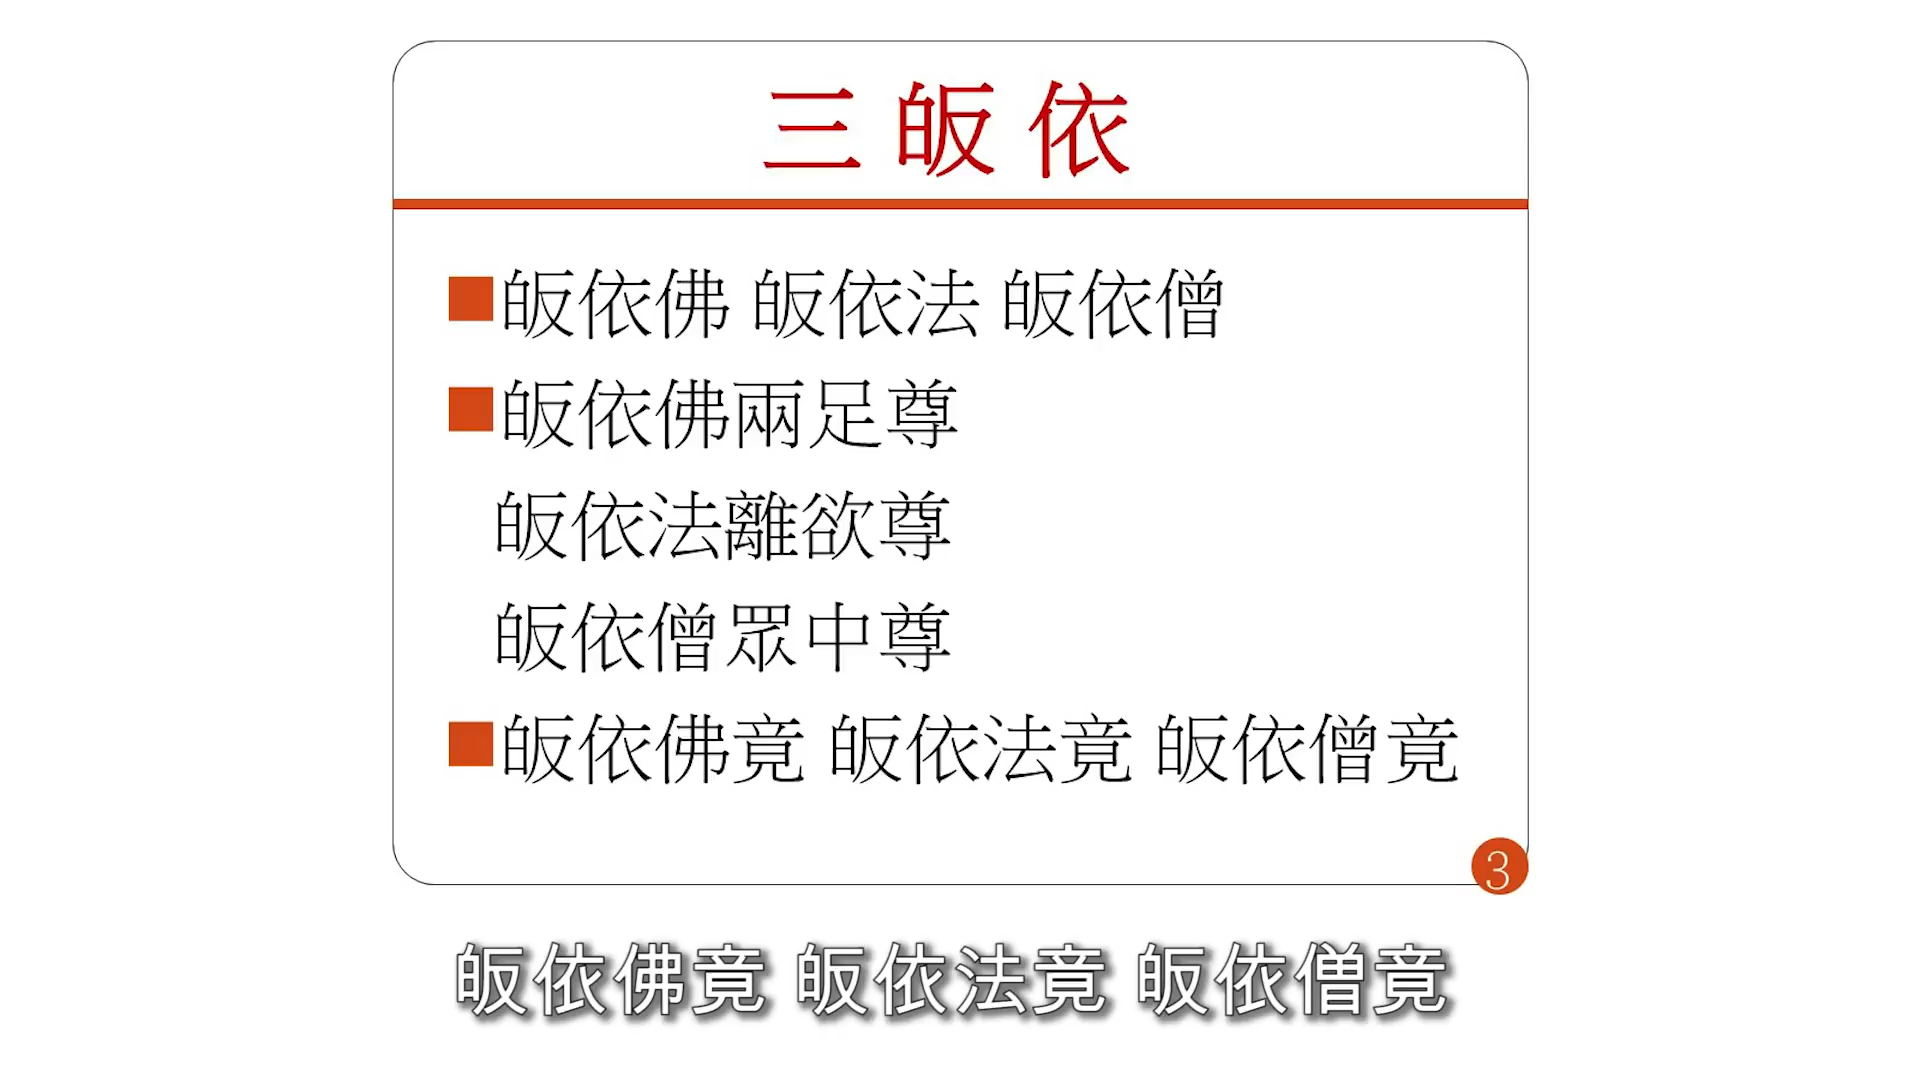 三皈依
皈依佛 皈依法 皈依僧
皈依佛兩足尊
皈依法離欲尊
皈依僧眾中尊
皈依佛竟 皈依法竟 皈依僧竟
3
皈依佛竟 皈依法竟 皈依僧竟